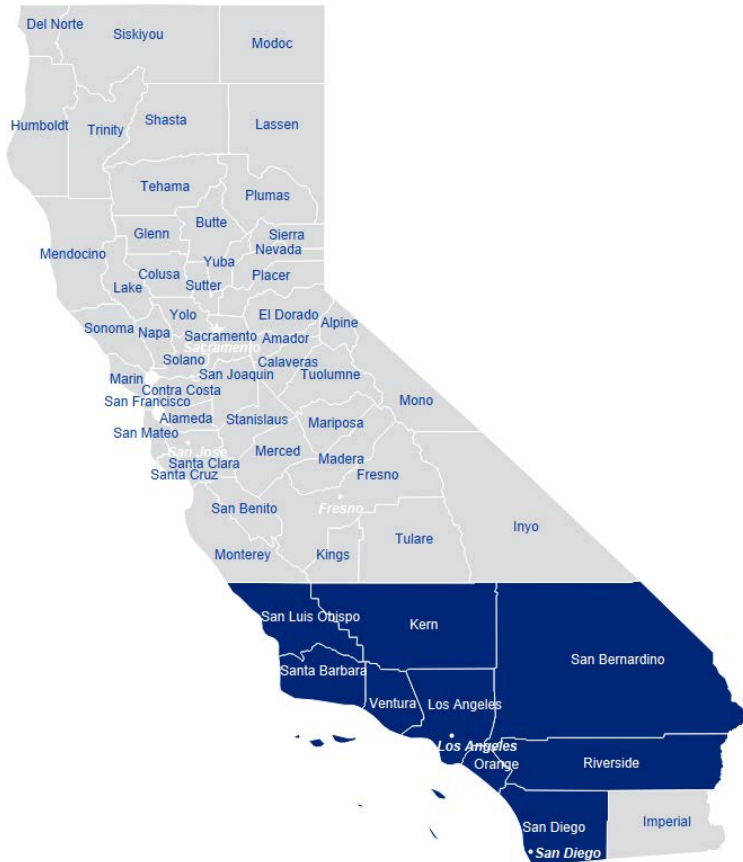 Del Norte
Siskiyou
Modoc
Humboldt
Trinity
Shasta
Lassen
Tehama
Plumas
Butte
Glenn
Sierra
Mendocino
Nevada
Yuba
Colusa
Placer
Lake
Sutter
Yolo
El Dorado
Alpine
Sonoma
Napa
Sacramento
Amador
Sacramento
Solano
Calaveras
San Joaquin
Tuolumne
Marin
Contra Costa
San Francisco
Mono
Alameda
Stanislaus
Mariposa
San Mateo
San Jose
Merced
Madera
Santa Clara
Santa Cruz
Fresno
San Benito
Fresno
Inyo
Tulare
Monterey
Kings
San Luis Obispo
Kern
San Bernardino
Santa Barbara
Ventura
Los Angeles
Los Angeles
Orange
Riverside
San Diego
Imperial
San Diego